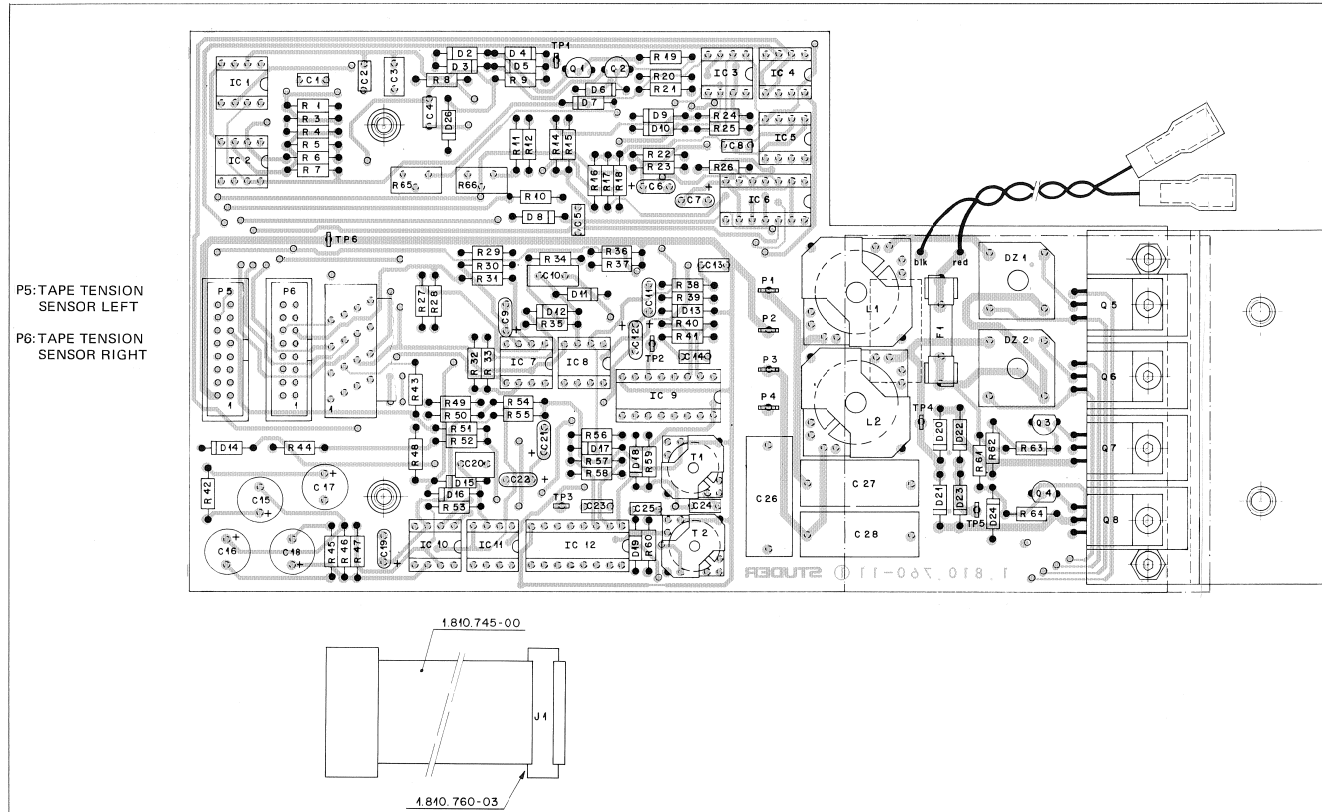 D2 D4 TP1
R19
IC1 C1 C2 C3 D3 D5 Q1 Q2 IC3 IC4
R8 R9 R20
D6 R21
R1 C4 D26 D7
R3 D9 R24
R4 D10 R25
R5 R11 R12 R14 R15 C8 IC5
IC2 R6 R22
R7 R23 R26
R65 R66 R16 R17 R18 + C6
R10 C7 + IC6
D8 C5
TP6
R29 R34 R36
R30 R37 C13
R31 C10
blk red DZ1
P5: TAPE TENSION
SENSOR LEFT
P5 P6 R27 R28 D11 C11 R38 P1
R39 L1 F1 Q5
C9 D12 D13
+ R35 + C12 + R40 P2
R41
P6: TAPE TENSION
SENSOR RIGHT
TP2 DZ2
R32 R33 IC7 IC8 C14 P3
R43 Q6
1 1 1 R49 R54 IC9 P4
R50 R55 L2 TP4
R51 C21 R56 D20 D22 Q3
D14 R44 R48 R52 D17 D18 R59 T1 R61 R62 R63 Q7
C20 + R57
R42 C15 C17 + D15 C22 + R58 C26 C27
+ D16 TP3 D21 D23 Q4
R53 C23 C25 C24 D24 TP5 R64 Q8
C16 + C18 + R45 R46 R47 C19 + IC10 IC11 IC12 D19 R60 T2 C28
1.810.760-11 ① STUDER
1.810.745-00
J1
1.810.760-03